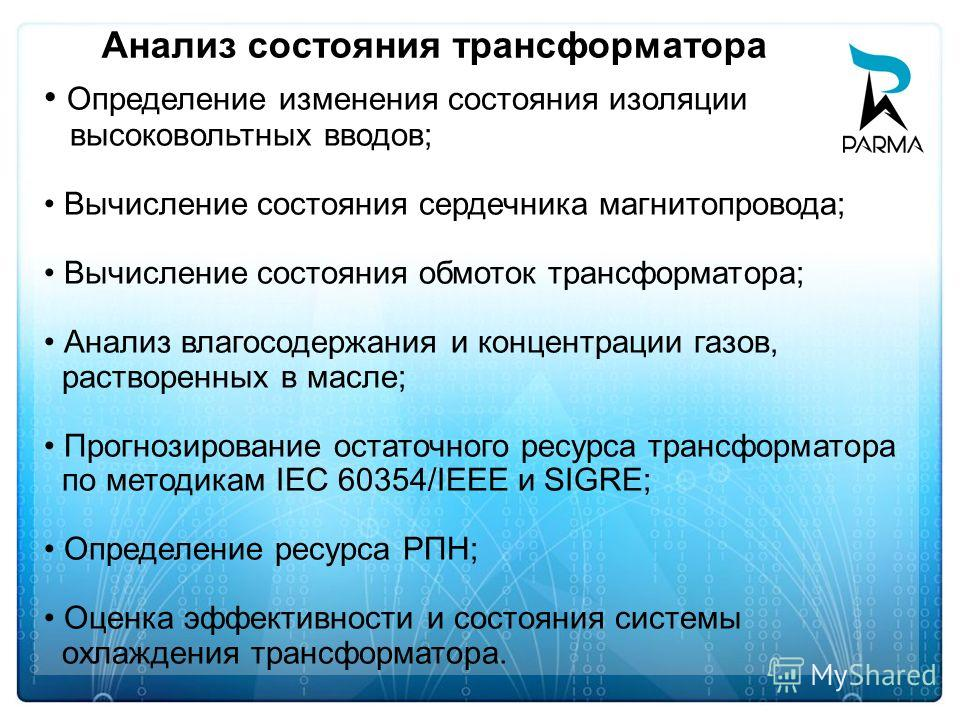 Анализ состояния трансформатора
• Определение изменения состояния изоляции
высоковольтных вводов;
PARMA
• Вычисление состояния сердечника магнитопровода;
• Вычисление состояния обмоток трансформатора;
• Анализ влагосодержания и концентрации газов,
растворенных в масле;
• Прогнозирование остаточного ресурса трансформатора
по методикам IEC 60354/IEEE и SIGRE;
• Определение ресурса РПН;
• Оценка эффективности и состояния системы
охлаждения трансформатора.
MyShared